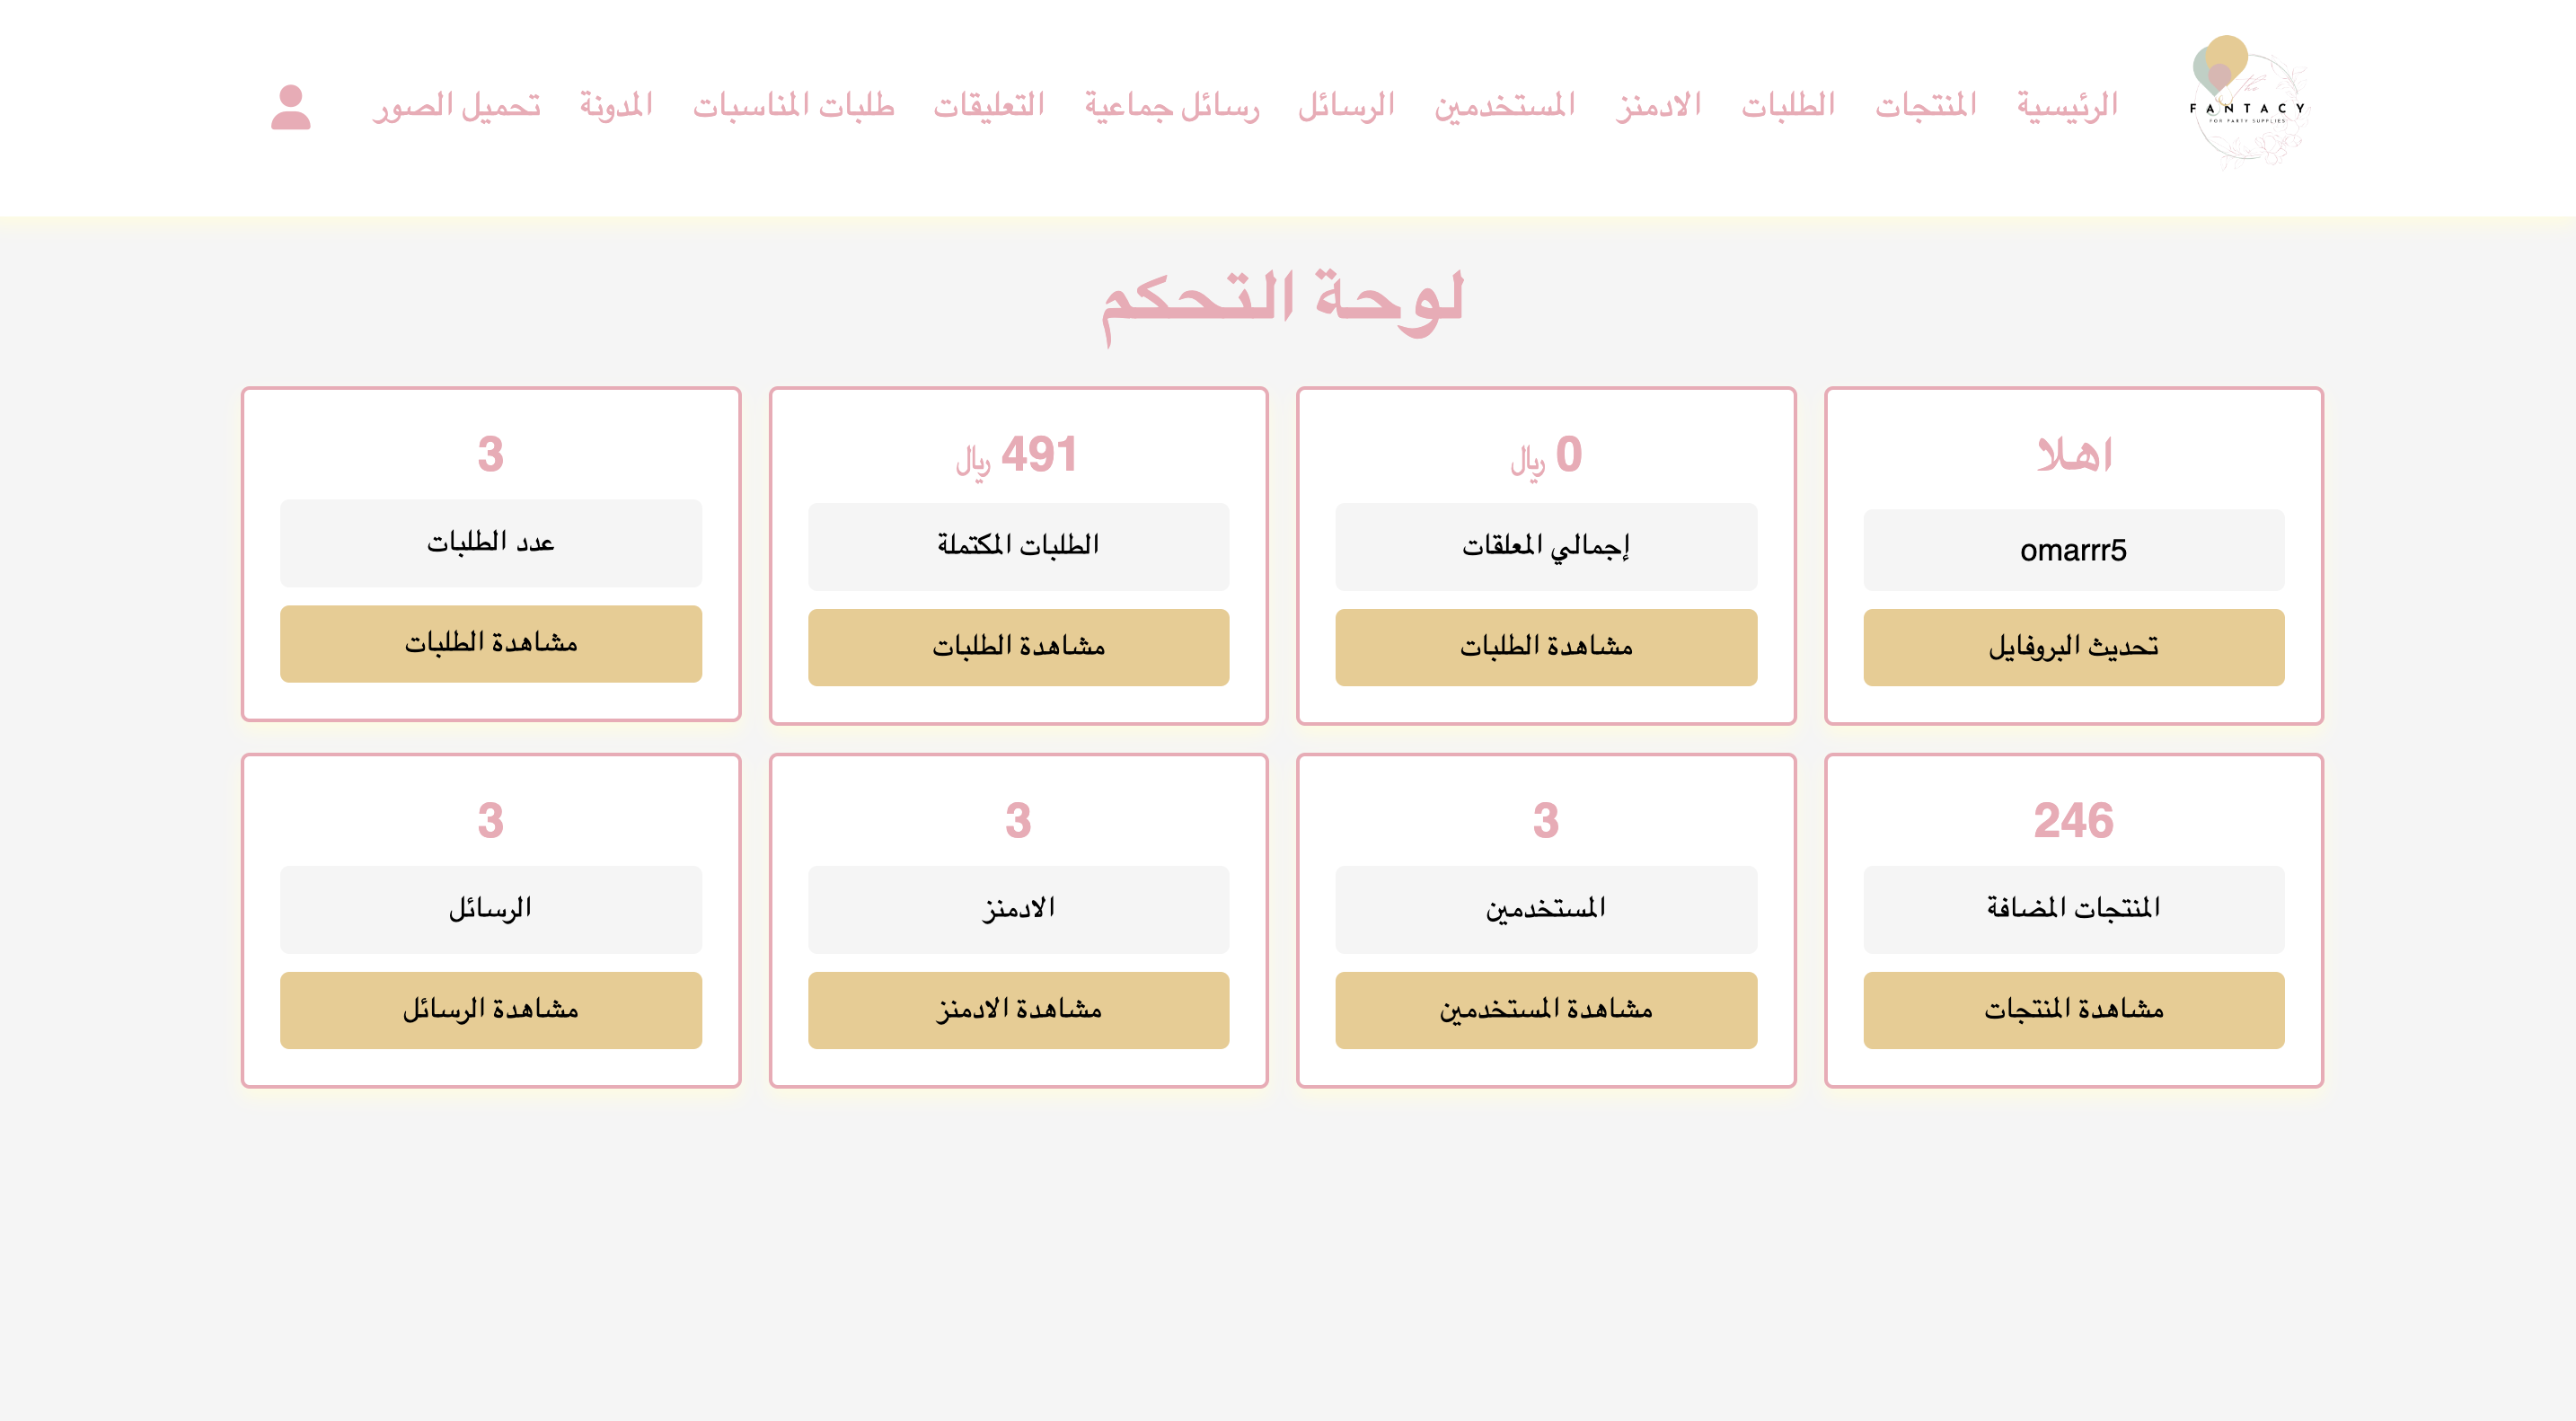 the
FANTACY
FOR PARTY SUPPLIES
الرئيسية المنتجات الطلبات الادمنز المستخدمين الرسائل رسائل جماعية التعليقات طلبات المناسبات المدونة تحميل الصور
لوحة التحكم
اهلا
omarrr5
تحديث البروفايل
0 ريال
إجمالي المعلقات
مشاهدة الطلبات
491 ريال
الطلبات المكتملة
مشاهدة الطلبات
3
عدد الطلبات
مشاهدة الطلبات
246
المنتجات المضافة
مشاهدة المنتجات
3
المستخدمين
مشاهدة المستخدمين
3
الادمنز
مشاهدة الادمنز
3
الرسائل
مشاهدة الرسائل